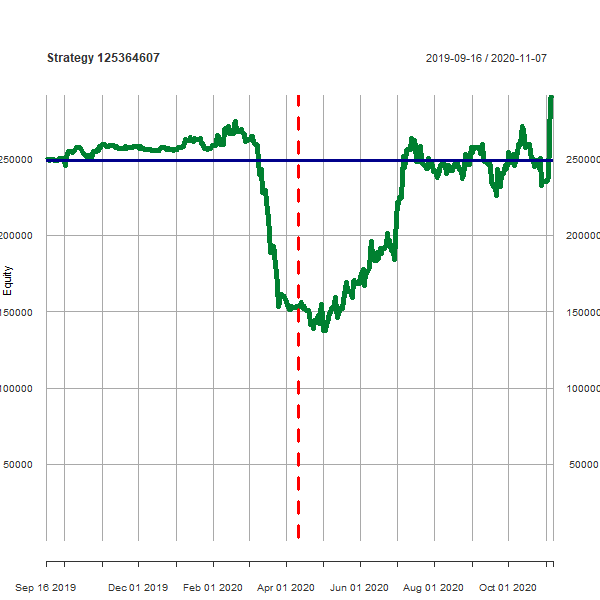 Strategy 125364607
2019-09-16 / 2020-11-07
250000
250000
200000
200000
Equity
150000
150000
100000
100000
50000
50000
Sep 16 2019
Dec 01 2019
Feb 01 2020
Apr 01 2020
Jun 01 2020
Aug 01 2020
Oct 01 2020